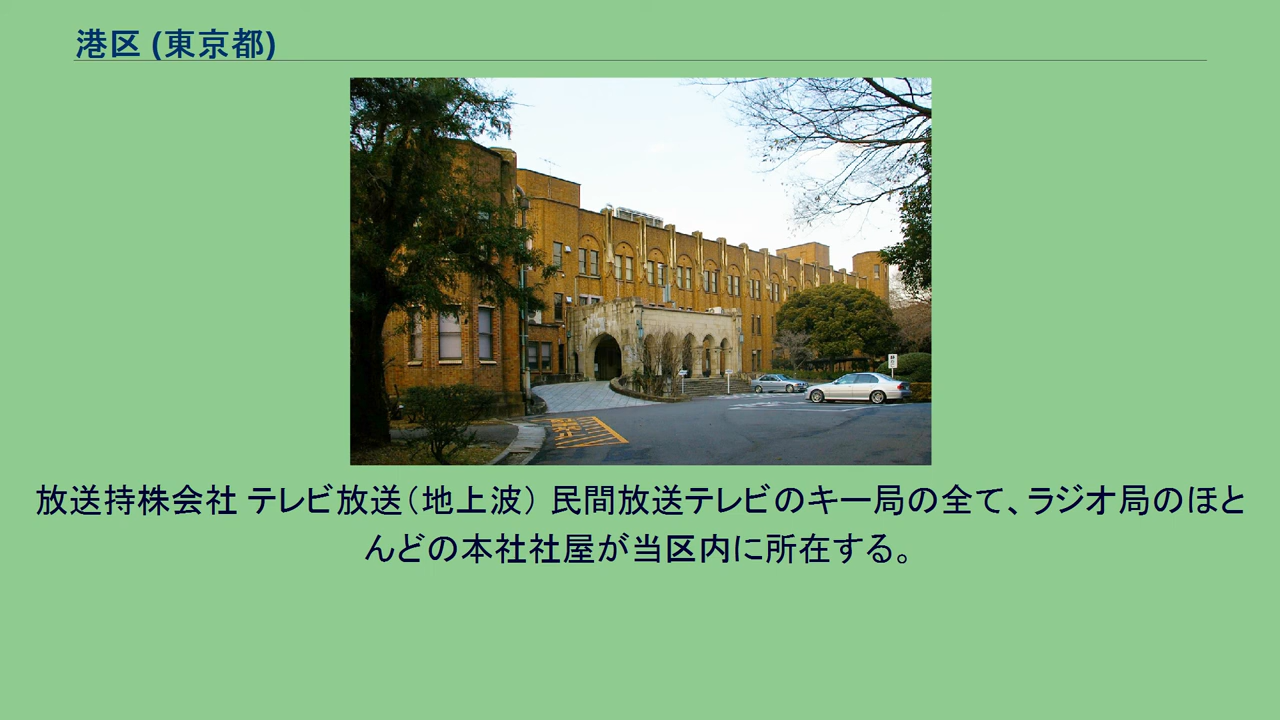 港区 (東京都)
放送持株会社 テレビ放送（地上波） 民間放送テレビのキー局の全て、ラジオ局のほと
んどの本社社屋が当区内に所在する。